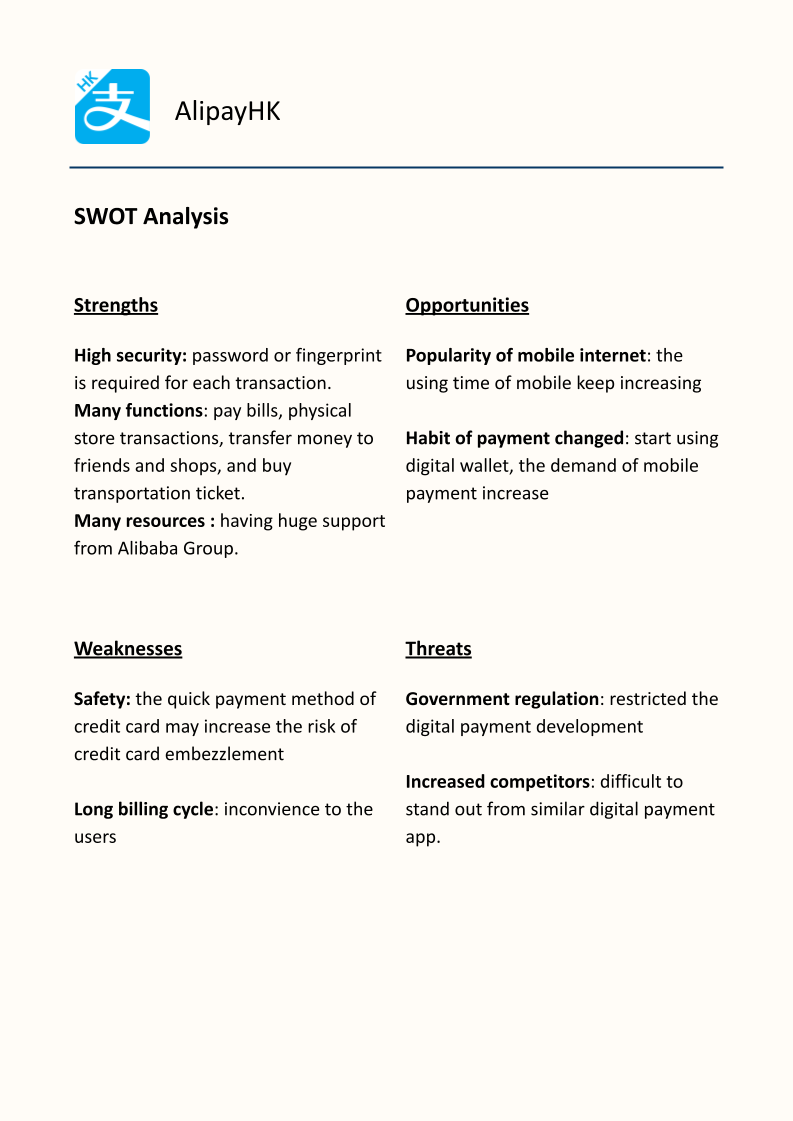 HK
支
AlipayHK
SWOT Analysis
Strengths
High security: password or fingerprint
is required for each transaction.
Many functions: pay bills, physical
store transactions, transfer money to
friends and shops, and buy
transportation ticket.
Many resources : having huge support
from Alibaba Group.
Opportunities
Popularity of mobile internet: the
using time of mobile keep increasing
Habit of payment changed: start using
digital wallet, the demand of mobile
payment increase
Weaknesses
Safety: the quick payment method of
credit card may increase the risk of
credit card embezzlement
Long billing cycle: inconvience to the
users
Threats
Government regulation: restricted the
digital payment development
Increased competitors: difficult to
stand out from similar digital payment
app.